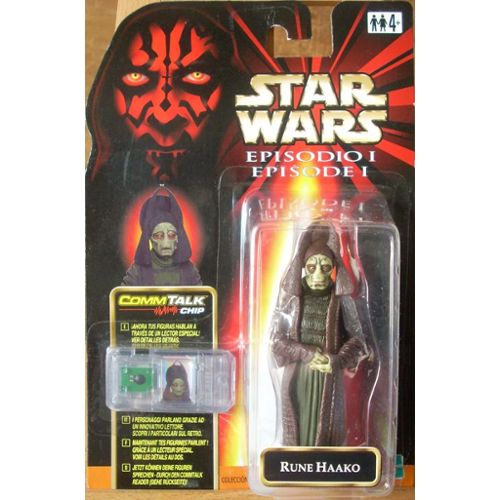 4+
STAR
WARS
EPISODIO I
EPISODE I
COMMTALK
CHIP
E ¡AHORA TUS FIGURAS HABLAN A
TRAVÉS DE UN LECTOR ESPECIAL!
VER DETALLES DETRAS.
I PERSONAGGI PARLANO GRAZIE AD
UN INNOVATIVO LETTORE.
SCOPRI I PARTICOLARI SUL RETRO.
F MAINTENANT TES FIGURINES PARLENT!
GRÂCE À UN LECTEUR SPÉCIAL.
VOIR LES DÉTAILS AU DOS.
JETZT KÖNNEN DEINE FIGUREN
SPRECHEN - DURCH DEN COMMTALK
READER (SIEHE RÜCKSEITE)!
RUNE HAAKO